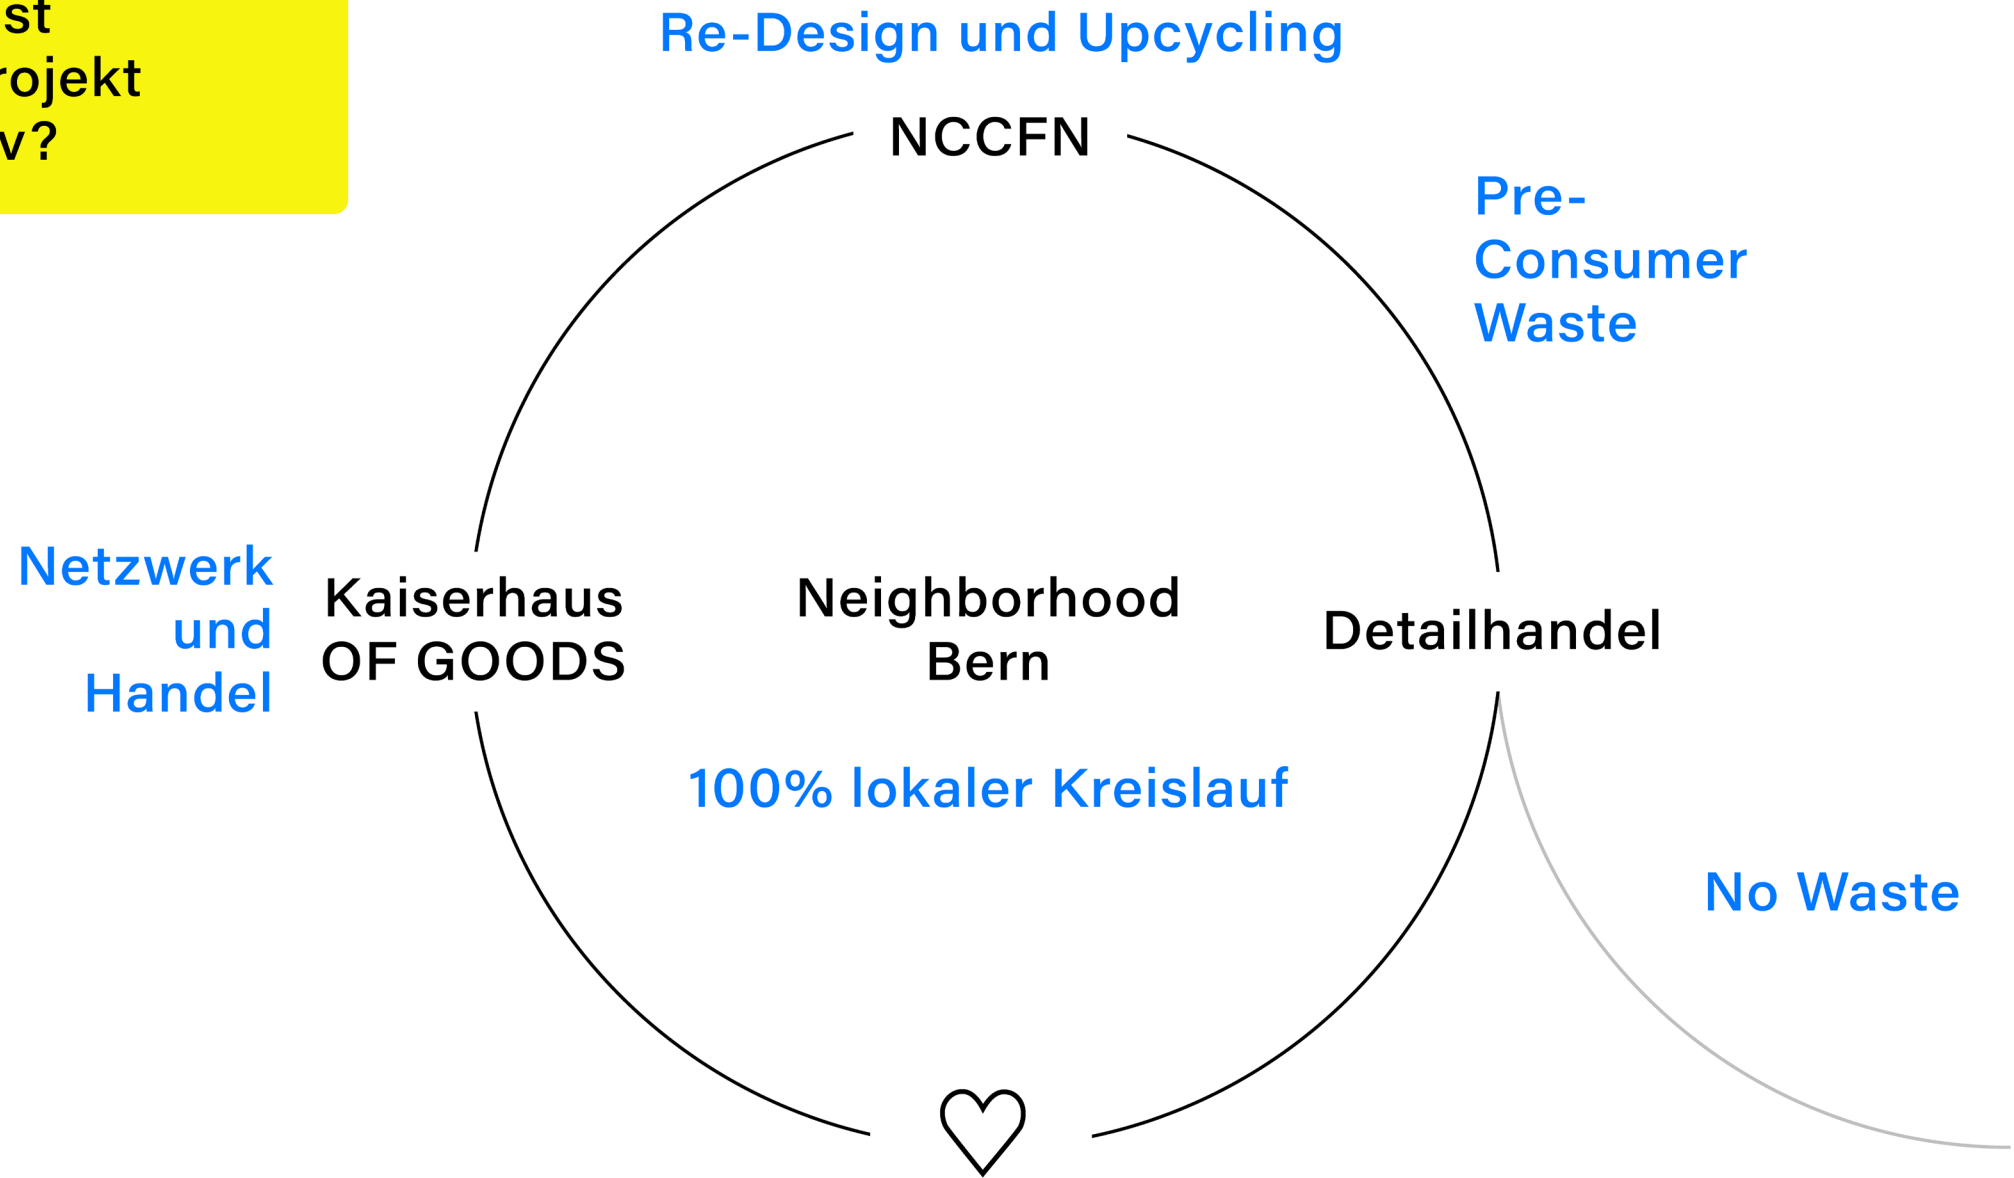 st
rojekt
v?
Re-Design und Upcycling
NCCFN
Pre-
Consumer
Waste
Netzwerk
und
Handel
Kaiserhaus
OF GOODS
Neighborhood
Bern
Detailhandel
100% lokaler Kreislauf
No Waste